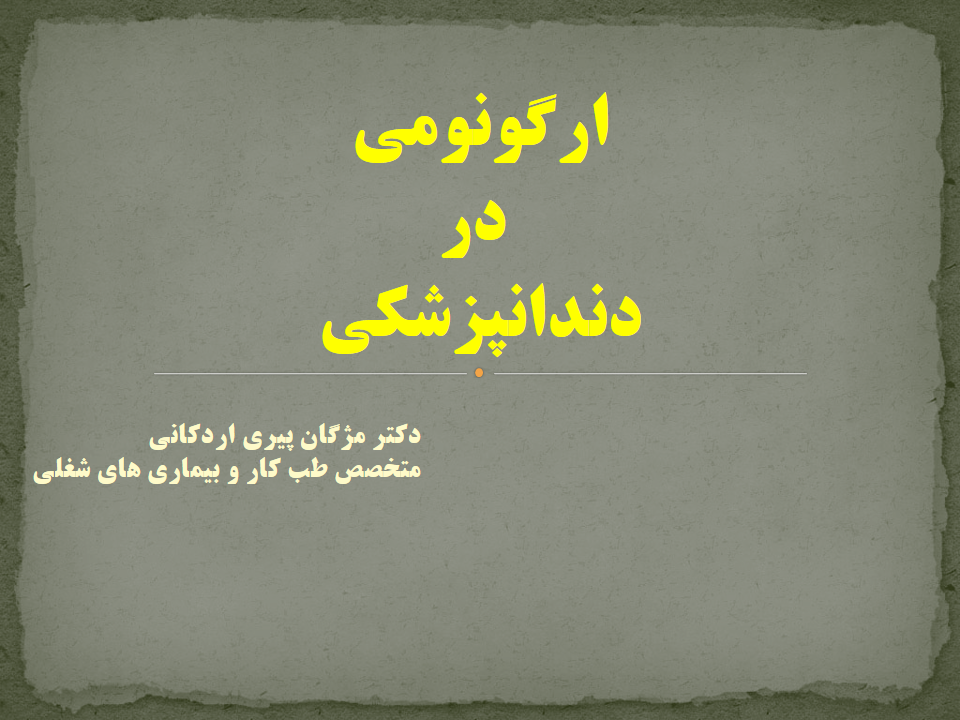 ارگونومی
در
دندانپزشکی
دکتر مژگان پیری اردکانی
متخصص طب کار و بیماری های شغلی